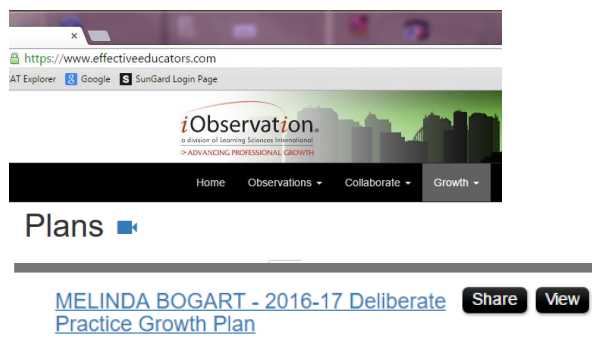 https://www.effectiveeducators.com
AT Explorer Google S SunGard Login Page
iObservation.
a division of Learning Sciences International
ADVANCING PROFESSIONAL GROWTH
Home Observations Collaborate Growth
Plans
MELINDA BOGART - 2016-17 Deliberate Share View
Practice Growth Plan